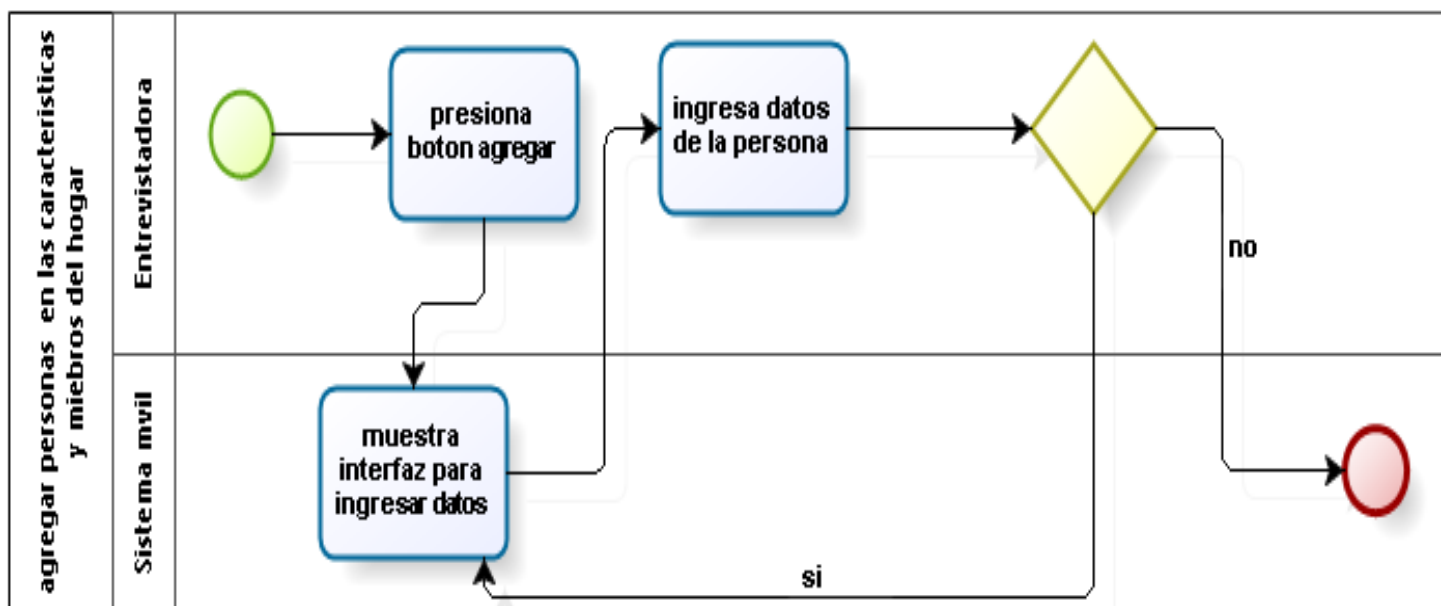 agregar personas en las caracteristicas
y miebros del hogar
Entrevistadora
presiona
boton agregar
ingresa datos
de la persona
no
Sistema mvil
muestra
interfaz para
ingresar datos
si